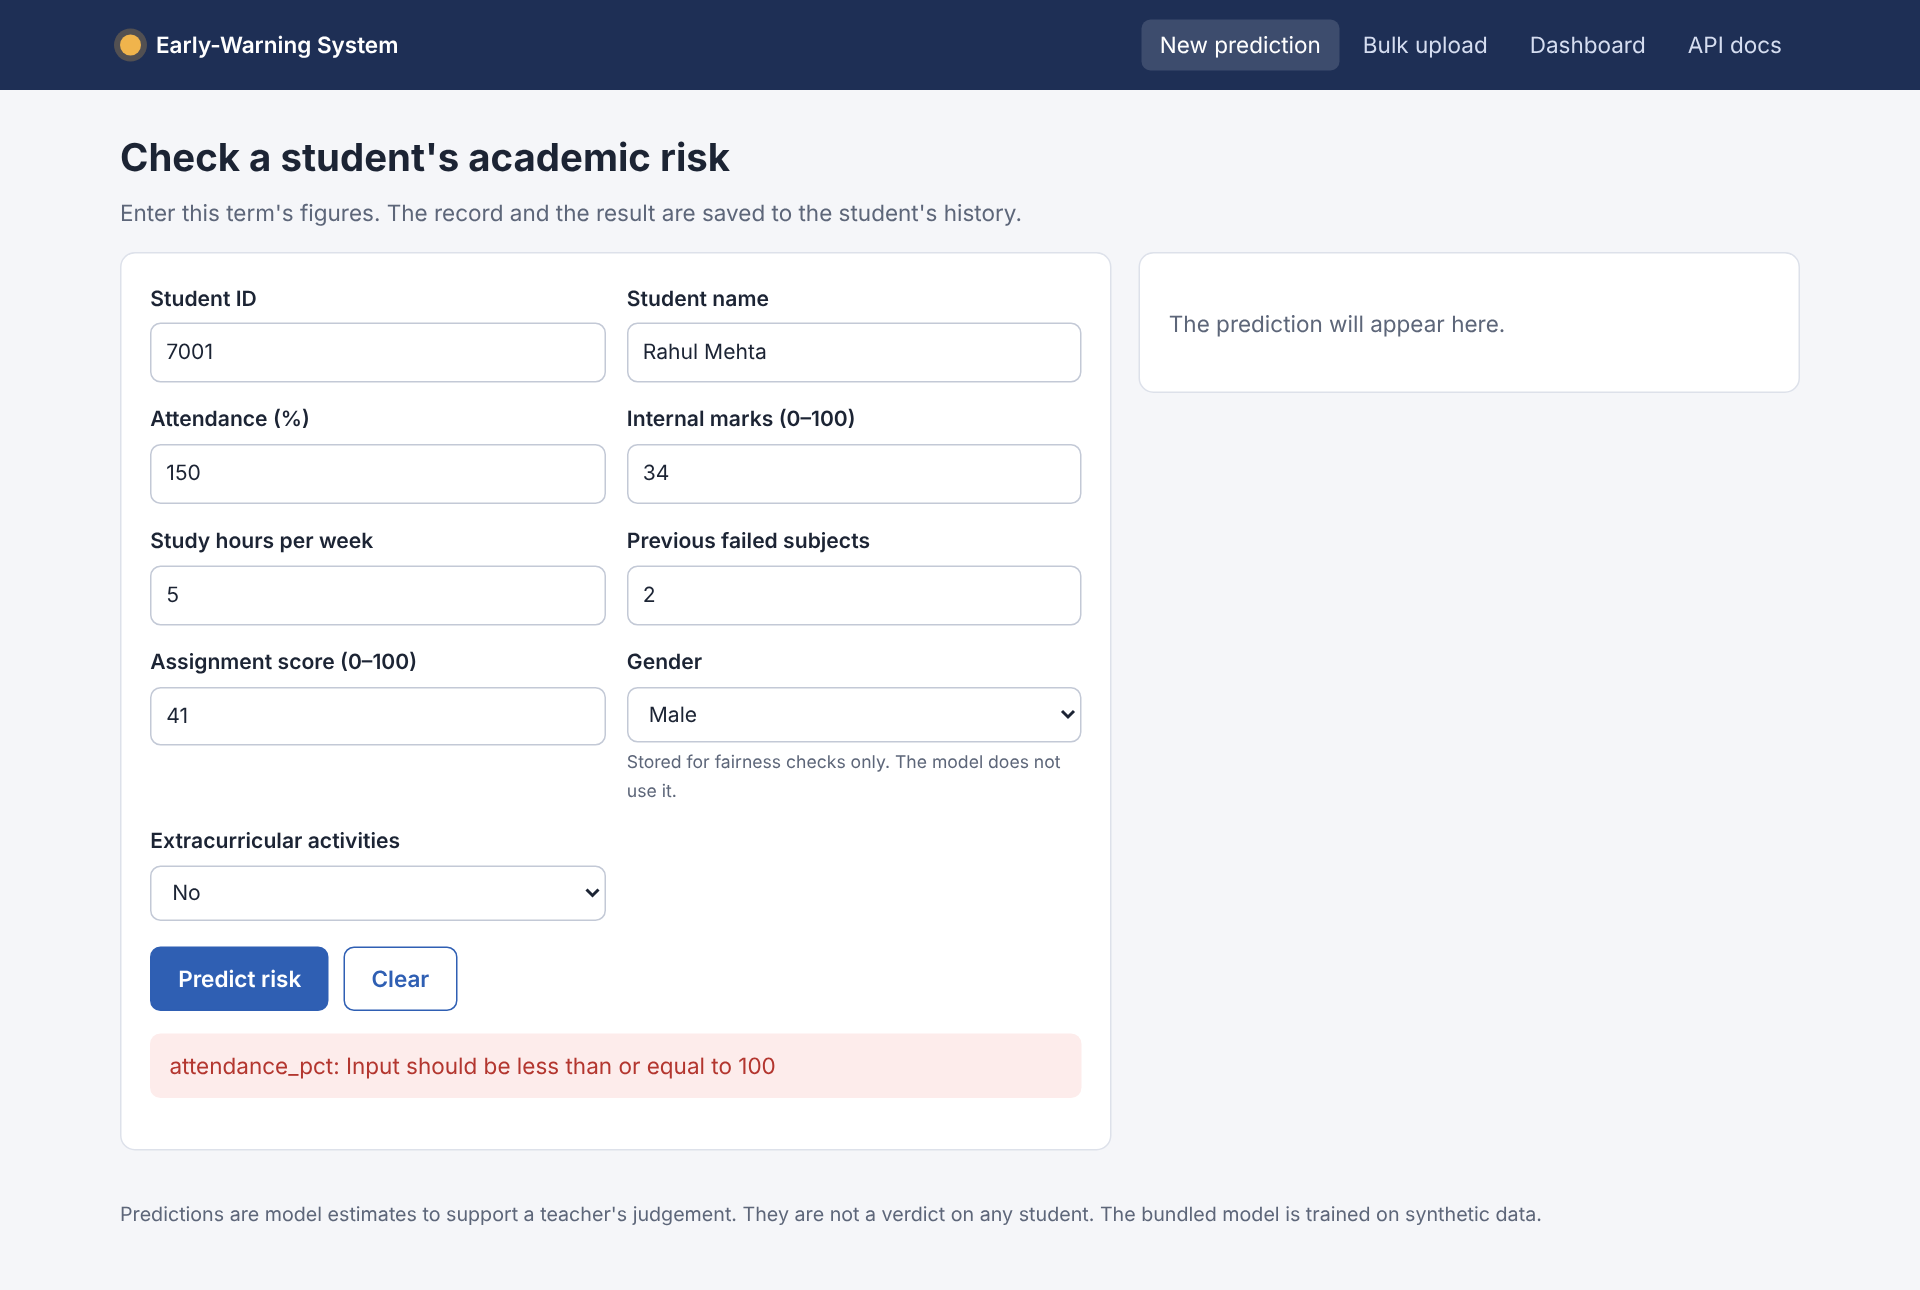 Early-Warning System
New prediction
Bulk upload
Dashboard
API docs
Check a student's academic risk
Enter this term's figures. The record and the result are saved to the student's history.
Student ID
Student name
7001
Rahul Mehta
Attendance (%)
Internal marks (0–100)
150
34
Study hours per week
Previous failed subjects
5
2
Assignment score (0–100)
Gender
41
Male
Stored for fairness checks only. The model does not
use it.
Extracurricular activities
No
Predict risk
Clear
attendance_pct: Input should be less than or equal to 100
The prediction will appear here.
Predictions are model estimates to support a teacher's judgement. They are not a verdict on any student. The bundled model is trained on synthetic data.